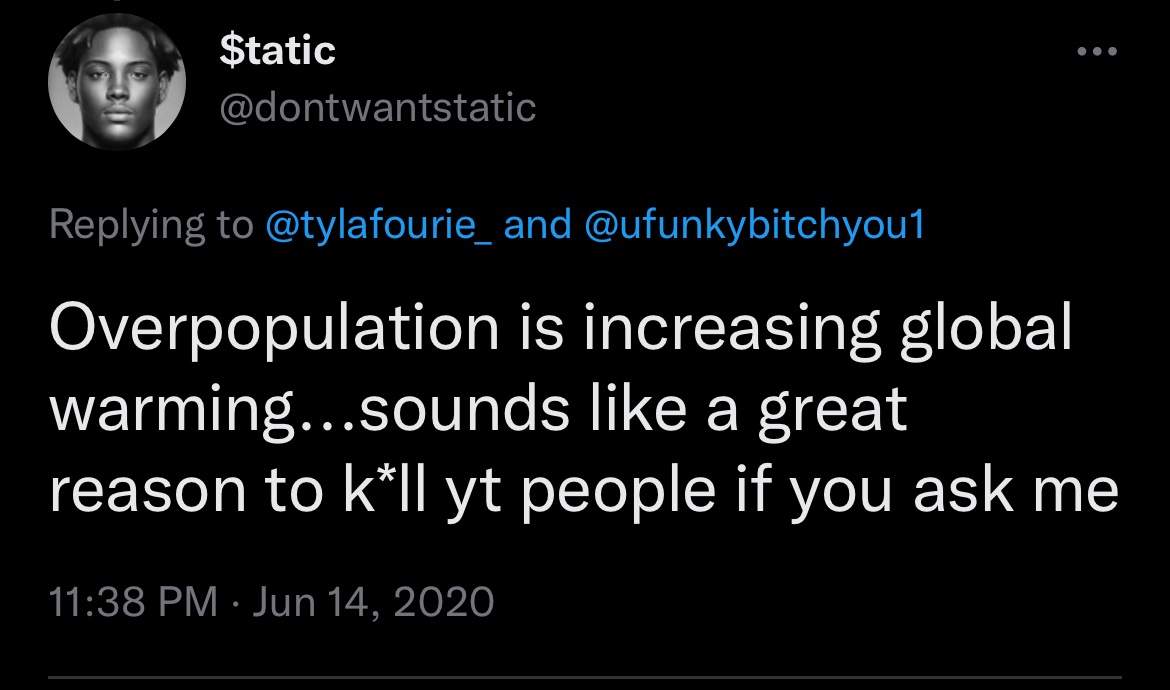 $tatic
@dontwantstatic
Replying to @tylafourie_ and @ufunkybitchyou1
Overpopulation is increasing global
warming...sounds like a great
reason to k*ll yt people if you ask me
11:38 PM · Jun 14, 2020